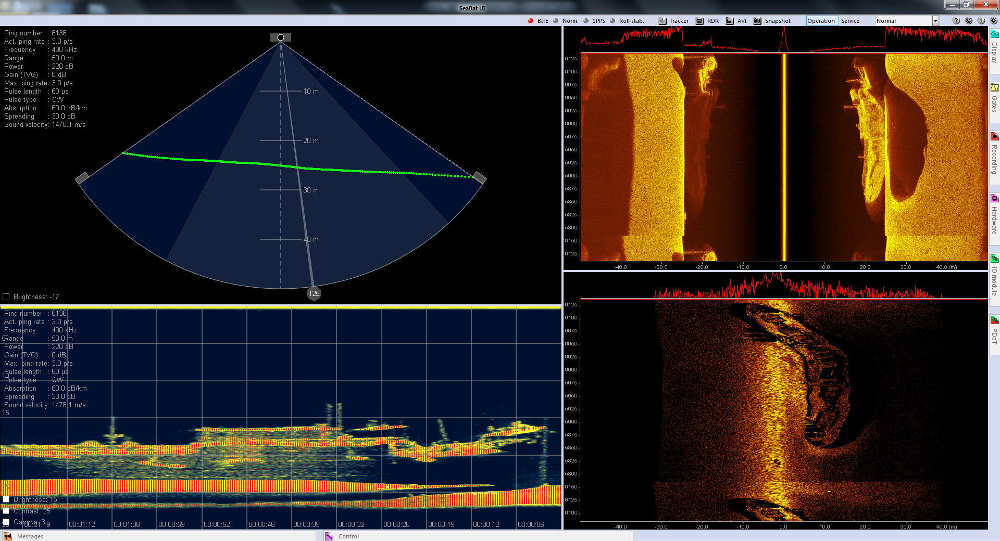 SeaBat UI
BITE Norm. 1PPS Roll stab. Tracker RDR AVI Snapshot Operation Service Normal
Ping number : 6136
Act. ping rate : 3.0 p/s
Frequency : 400 kHz
Range : 50.0 m
Power : 220 dB
Gain (TVG) : 0 dB
Max. ping rate: 3.0 p/s
Pulse length : 60 µs
Pulse type : CW
Absorption : 60.0 dB/km
Spreading : 30.0 dB
Sound velocity: 1478.1 m/s
10 m
20 m
30 m
40 m
125
Brightness: -17
6125
6100
6075
6050
6025
6000
5975
5950
5925
5900
5875
5850
5825
5800
6150
6125
-40.0 -30.0 -20.0 -10.0 0.0 10.0 20.0 30.0 40.0 (m)
Display
Gates
Recording
Hardware
IO module
PDaT
Ping number : 6136
Act. ping rate : 3.0 p/s
Frequency : 400 kHz
5
Range : 50.0 m
Power : 220 dB
Gain (TVG) : 0 dB
Max. ping rate: 3.0 p/s
Pulse length : 60 µs
10
Pulse type : CW
Absorption : 60.0 dB/km
Spreading : 30.0 dB
Sound velocity: 1478.1 m/s
15
Brightness: 15
Contrast: 25
Gamma: 3
00:01:19 00:01:12 00:01:06 00:00:59 00:00:52 00:00:46 00:00:39 00:00:32 00:00:26 00:00:19 00:00:12 00:00:06
6125
6100
6075
6050
6025
6000
5975
5950
5925
5900
5875
5850
5825
5800
6150
6125
6100
-40.0 -30.0 -20.0 -10.0 0.0 10.0 20.0 30.0 40.0 (m)
Messages Control